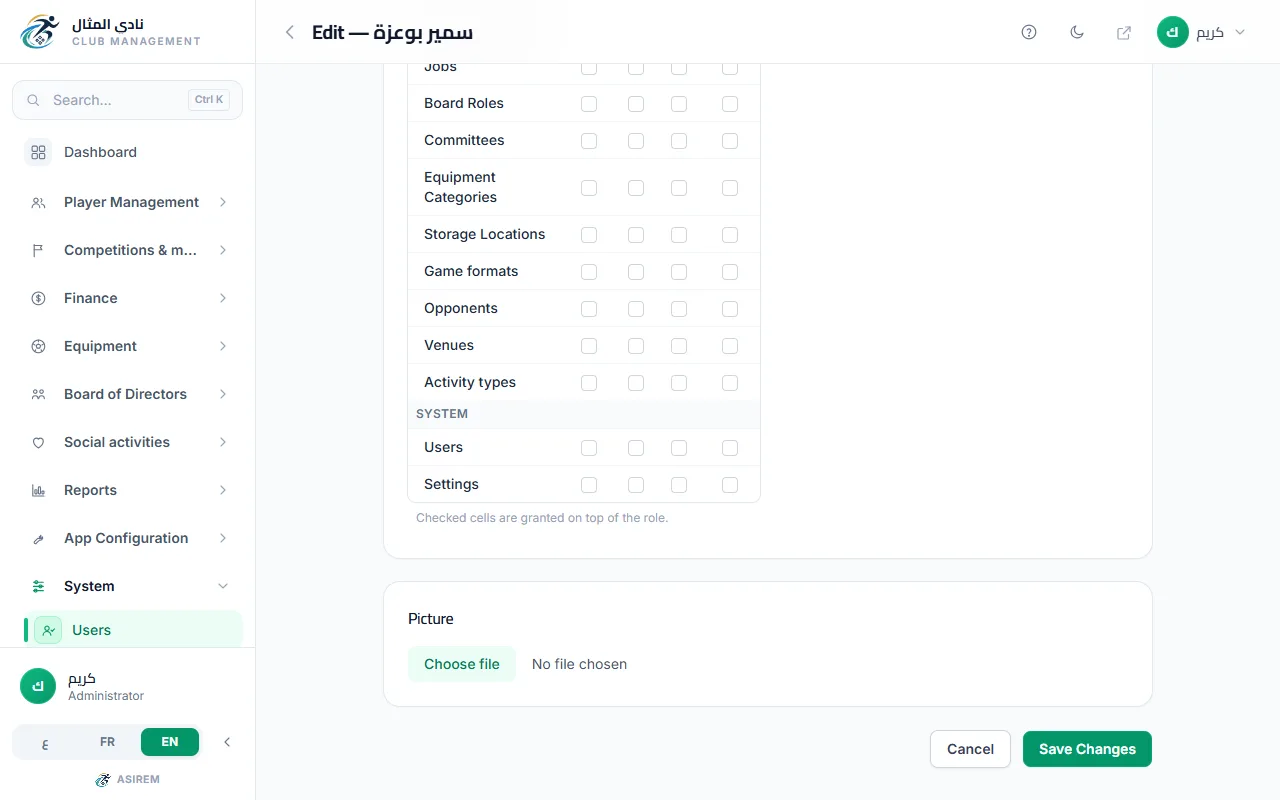 نادي المثال
CLUB MANAGEMENT
Edit — سمير بوعزة
ك
كريم
Search...
Ctrl K
Dashboard
Player Management
Competitions & m...
Finance
Equipment
Board of Directors
Social activities
Reports
App Configuration
System
Users
ك
كريم
Administrator
ع
FR
EN
ASIREM
Jobs
Board Roles
Committees
Equipment
Categories
Storage Locations
Game formats
Opponents
Venues
Activity types
SYSTEM
Users
Settings
Checked cells are granted on top of the role.
Picture
Choose file
No file chosen
Cancel
Save Changes